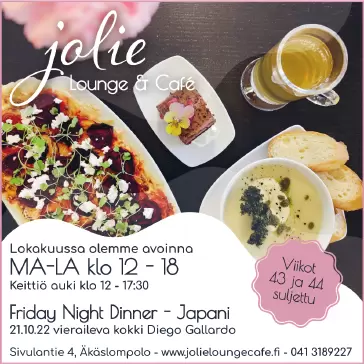 jolie
Lounge & Café
Lokakuussa olemme avoinna
MA-LA klo 12 - 18
Keittiö auki klo 12 - 17:30
Viikot
43 ja 44
suljettu
Friday Night Dinner - Japani
21.10.22 vieraileva kokki Diego Gallardo
Sivulantie 4, Äkäslompolo - www.jolieloungecafe.fi - 041 3189227